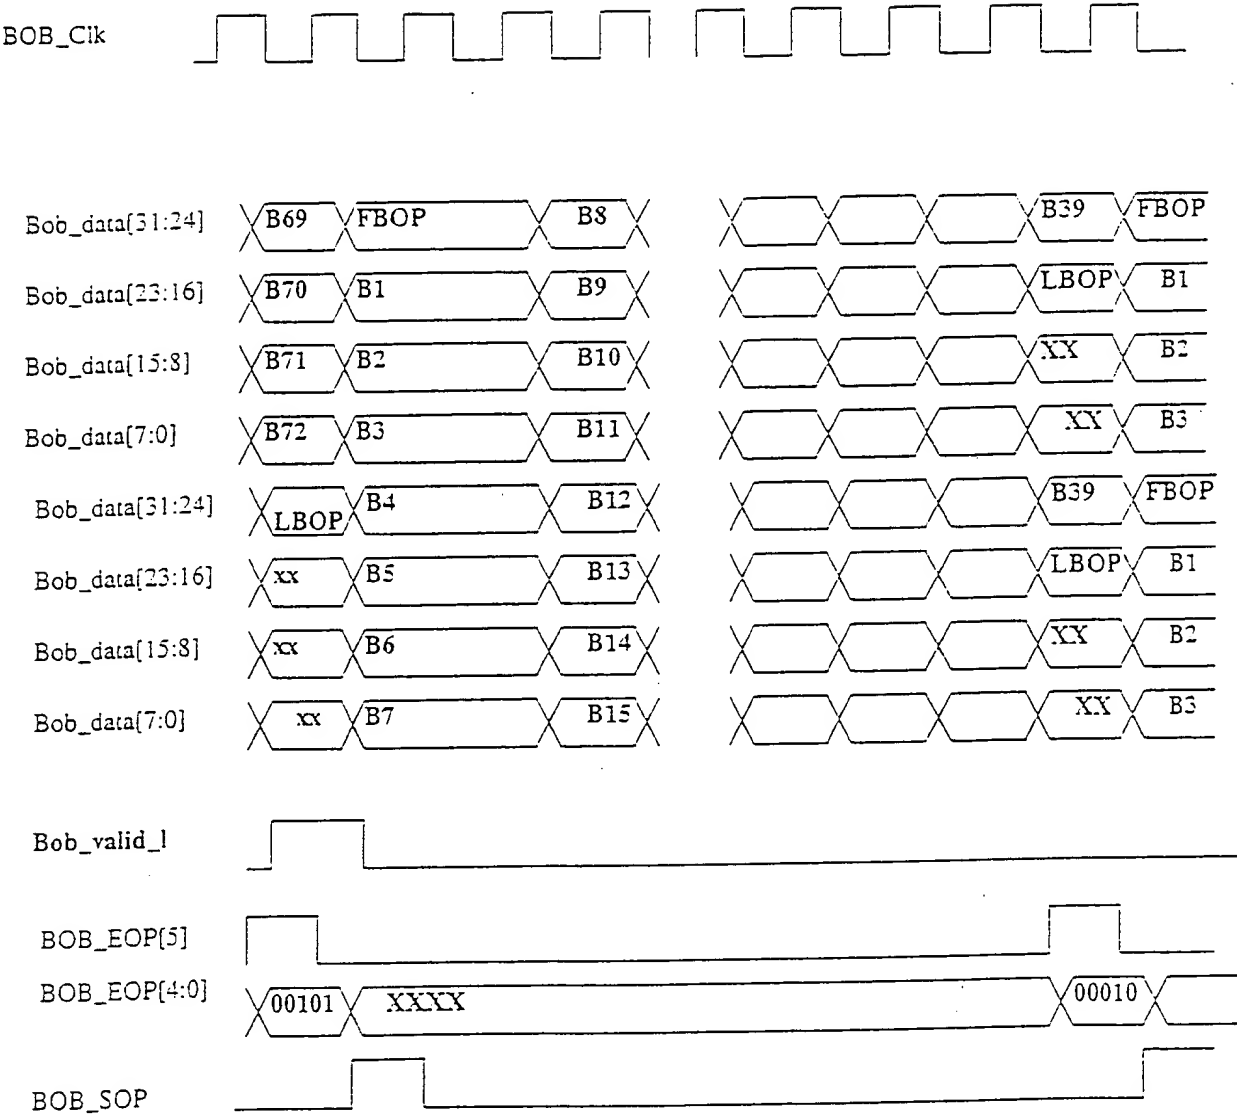 BOB_Clk
Bob_data[31:24] B69 FBOP B8 B39 FBOP
Bob_data[23:16] B70 B1 B9 LBOP B1
Bob_data[15:8] B71 B2 B10 XX B2
Bob_data[7:0] B72 B3 B11 XX B3
Bob_data[31:24] LBOP B4 B12 B39 FBOP
Bob_data[23:16] xx B5 B13 LBOP B1
Bob_data[15:8] xx B6 B14 XX B2
Bob_data[7:0] xx B7 B15 XX B3
Bob_valid_l
BOB_EOP[5]
BOB_EOP[4:0] 00101 XXXX 00010
BOB_SOP